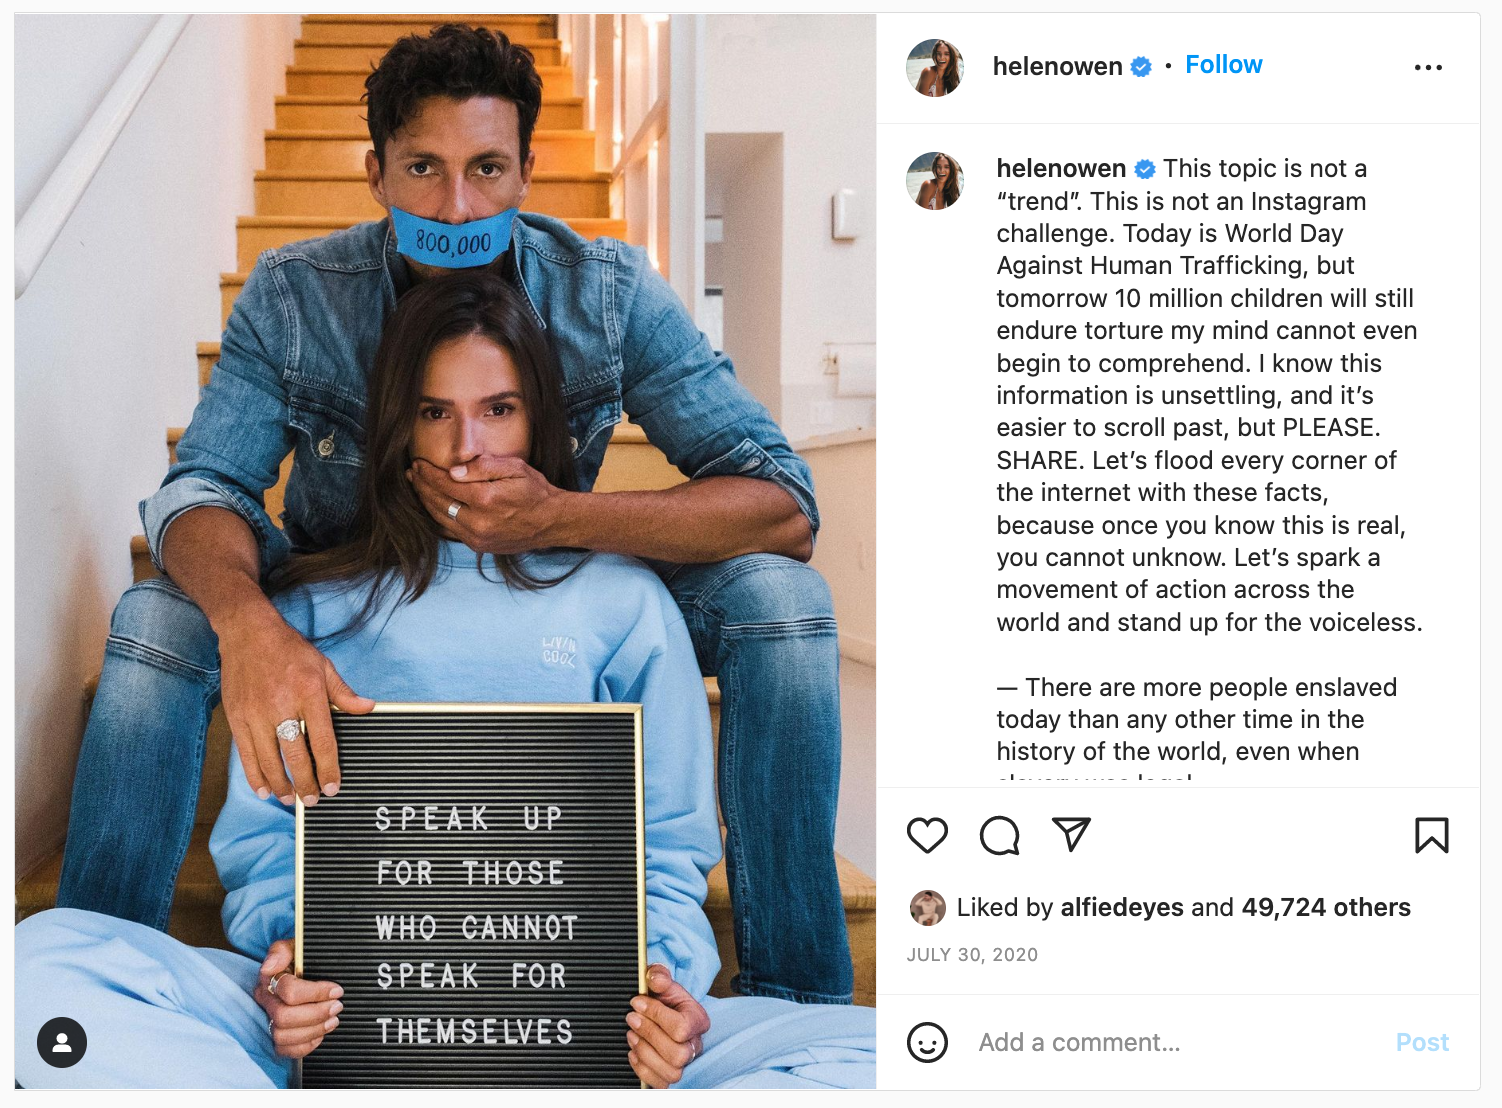 800,000
LIVIN
COOL
SPEAK UP
FOR THOSE
WHO CANNOT
SPEAK FOR
THEMSELVES
helenowen • Follow
helenowen This topic is not a
“trend”. This is not an Instagram
challenge. Today is World Day
Against Human Trafficking, but
tomorrow 10 million children will still
endure torture my mind cannot even
begin to comprehend. I know this
information is unsettling, and it’s
easier to scroll past, but PLEASE.
SHARE. Let’s flood every corner of
the internet with these facts,
because once you know this is real,
you cannot unknow. Let’s spark a
movement of action across the
world and stand up for the voiceless.
— There are more people enslaved
today than any other time in the
history of the world, even when
slavery was legal
Liked by alfiedeyes and 49,724 others
JULY 30, 2020
Add a comment... Post